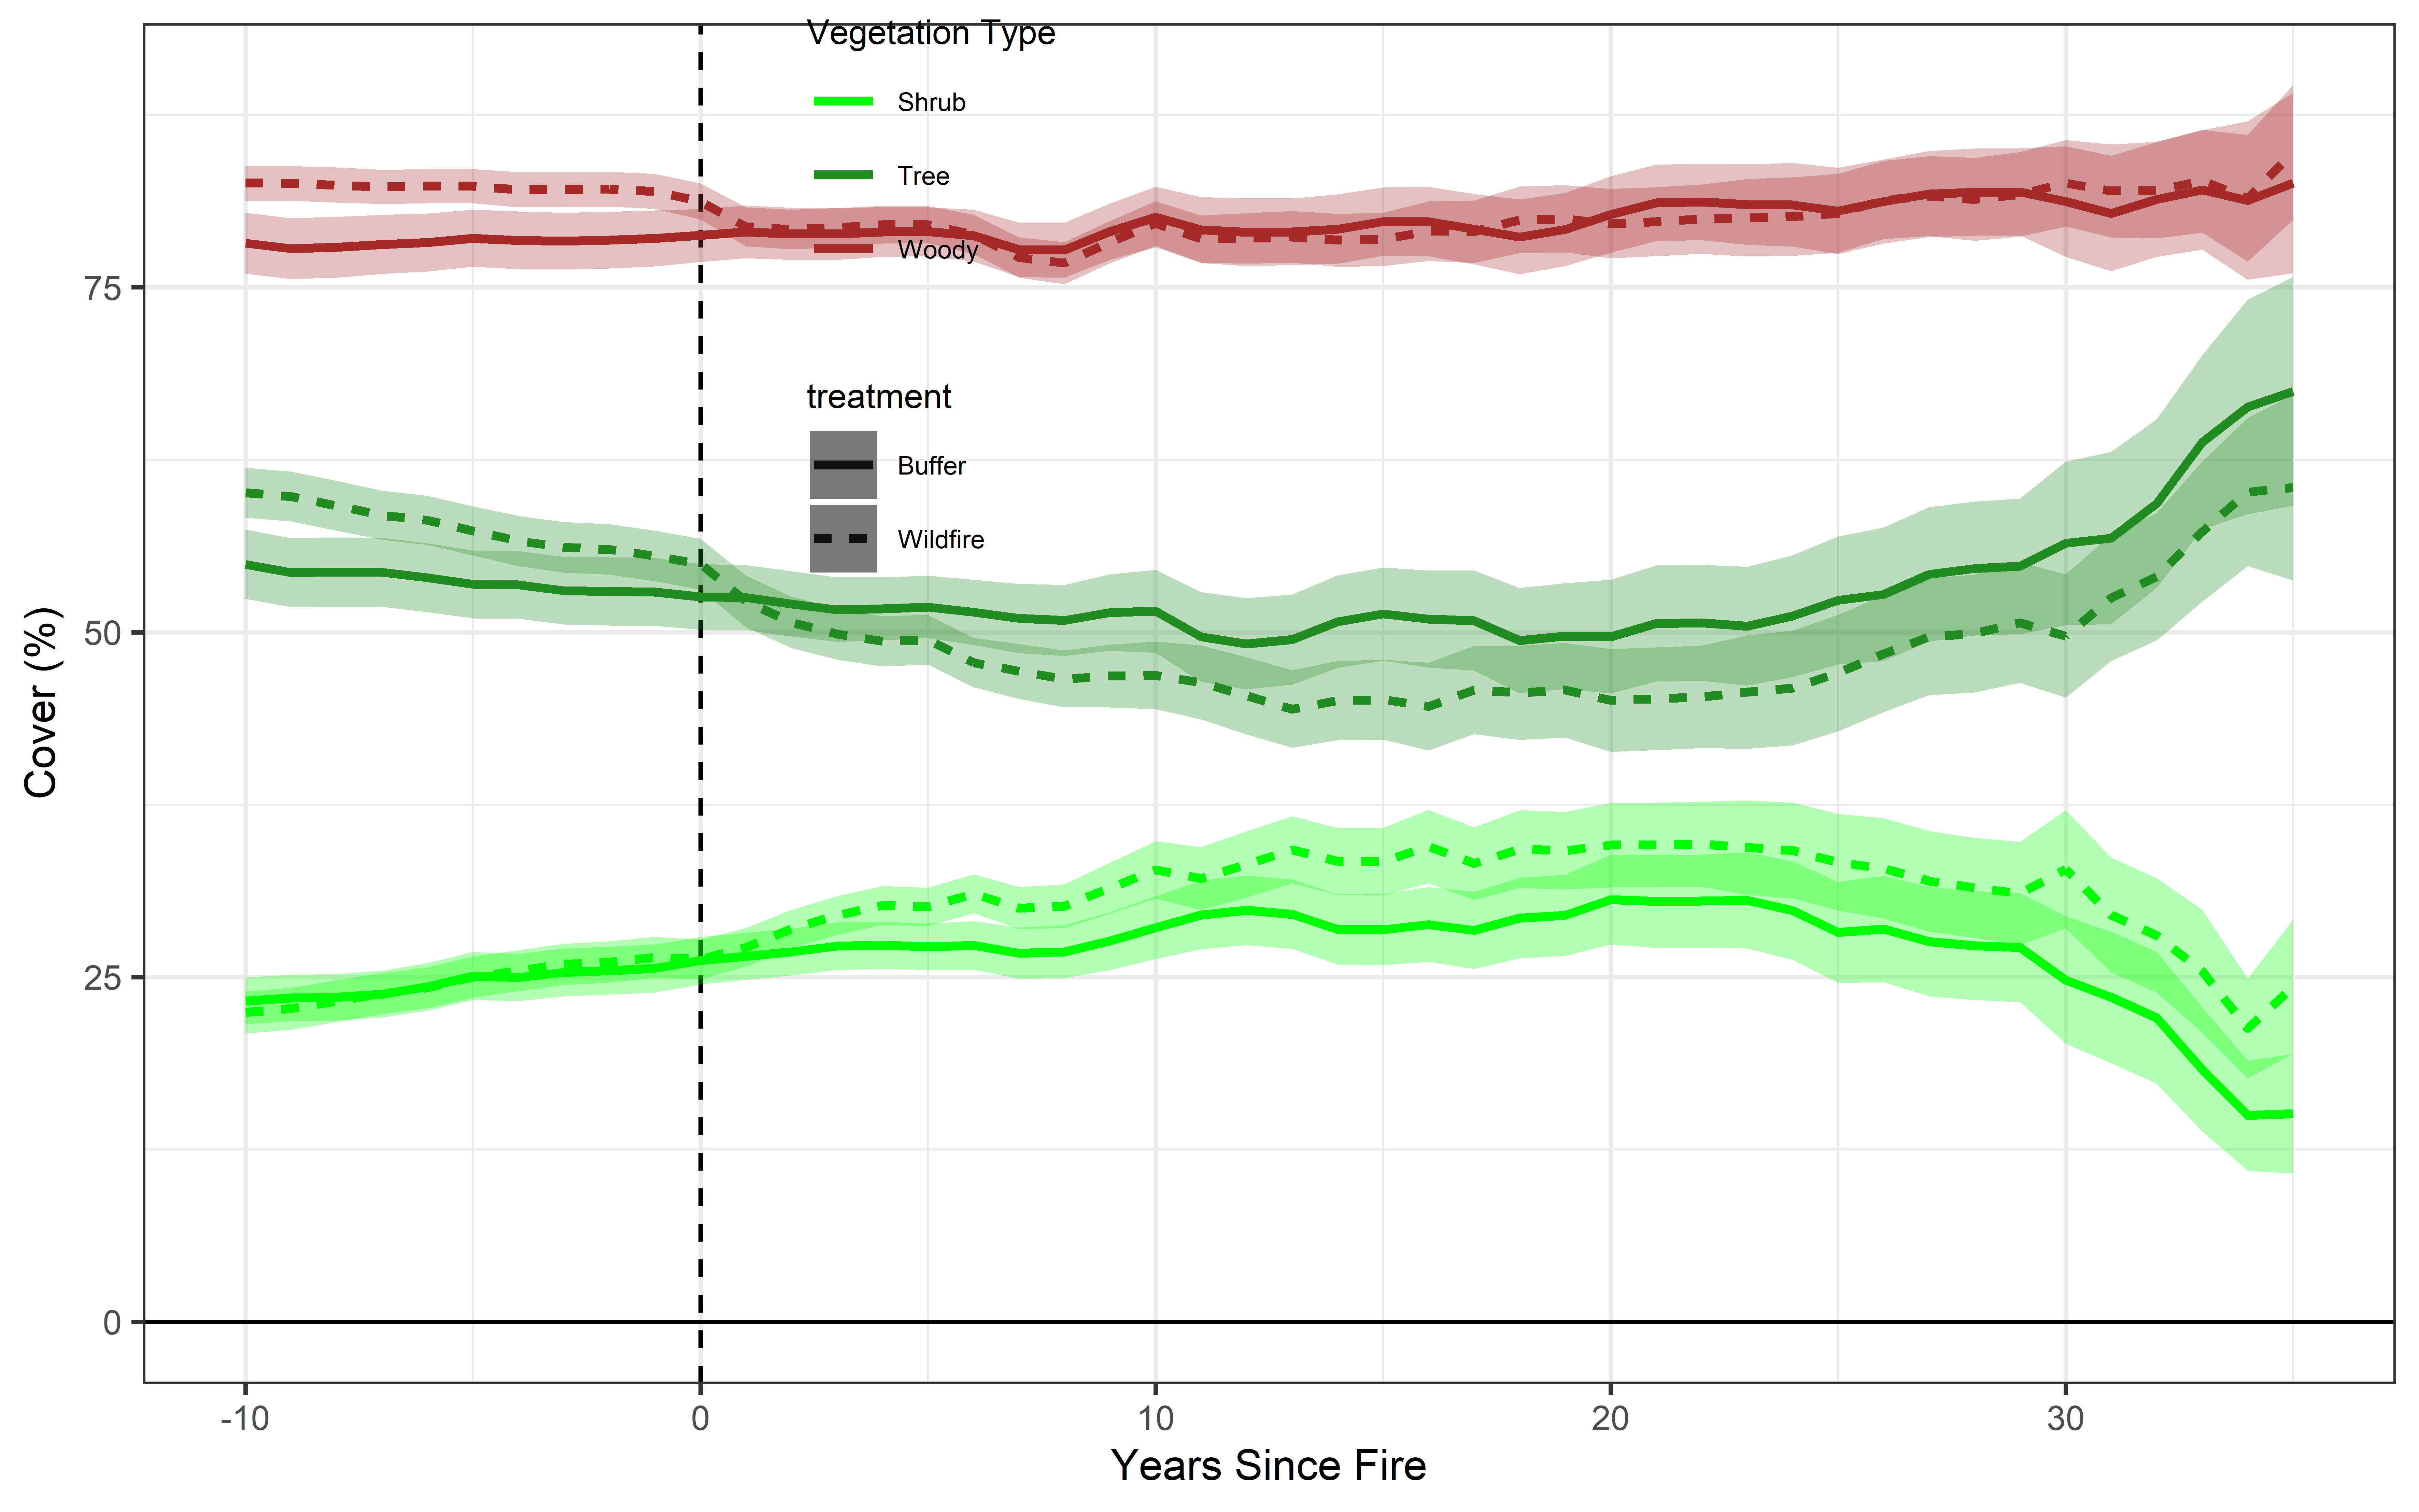 Vegetation Type
Shrub
Tree
Woody
treatment
Buffer
Wildfire
Cover (%)
75
50
25
0
-10
0
10
20
30
Years Since Fire